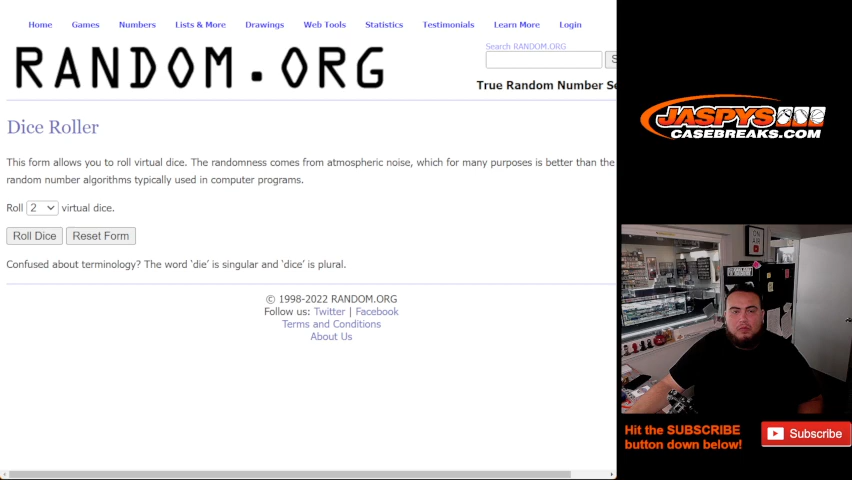 Home Games Numbers Lists & More Drawings Web Tools Statistics Testimonials Learn More Login
RANDOM.ORG
Search RANDOM.ORG
S
True Random Number Se
JASPYS
CASEBREAKS.COM
Dice Roller
This form allows you to roll virtual dice. The randomness comes from atmospheric noise, which for many purposes is better than the
random number algorithms typically used in computer programs.
Roll 2 virtual dice.
Roll Dice Reset Form
Confused about terminology? The word ‘die’ is singular and ‘dice’ is plural.
© 1998-2022 RANDOM.ORG
Follow us: Twitter | Facebook
Terms and Conditions
About Us
ON
AIR
Hit the SUBSCRIBE
button down below!
Subscribe